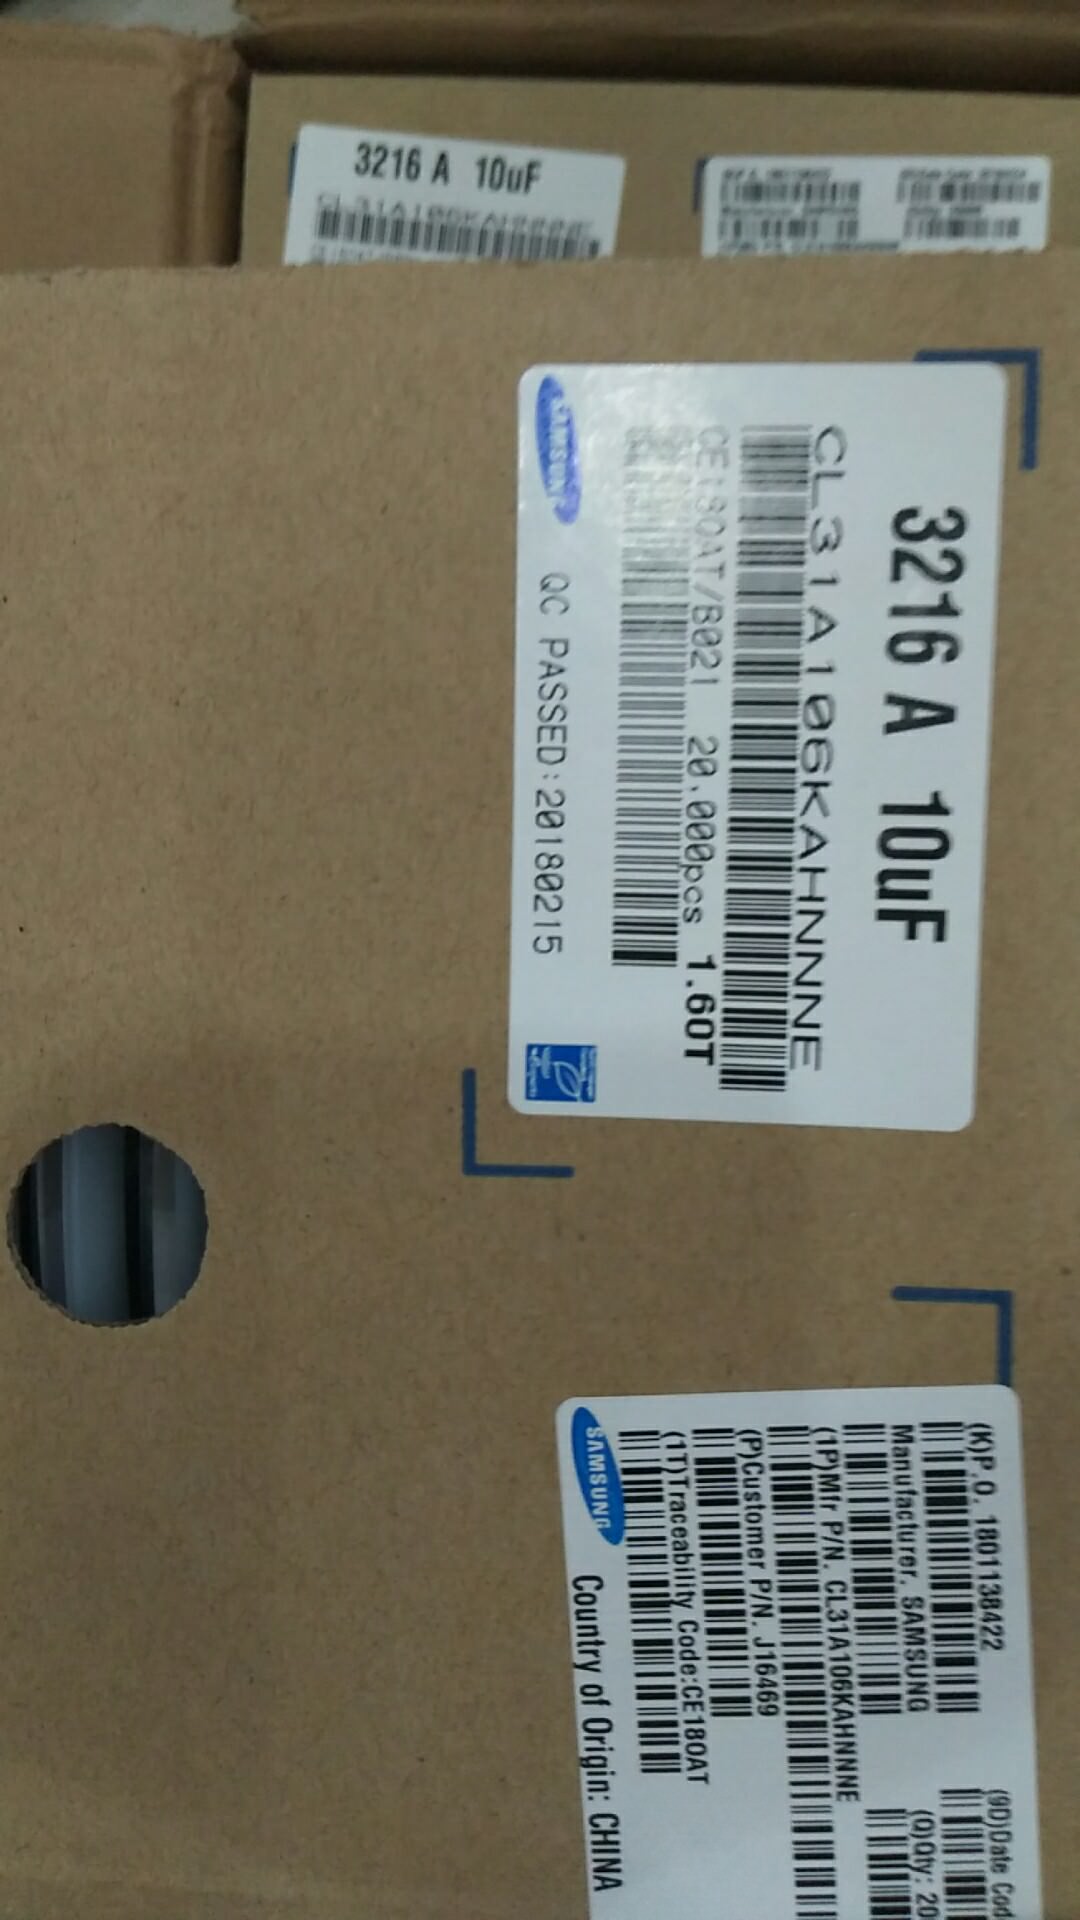 3216 A 10uF
3216 A 10uF
CL31A106KAHNNNE
CE180AT/B021 20,000pcs 1.60T
SAMSUNG QC PASSED:20180215
(K)P.O. 1801138422
(9D)Date Cod
Manufacturer. SAMSUNG
(Q)Qty: 20
(1P)Mfr P/N. CL31A106KAHNNNE
(P)Customer P/N. J16469
(1T)Traceability Code:CE180AT
SAMSUNG Country of Origin: CHINA